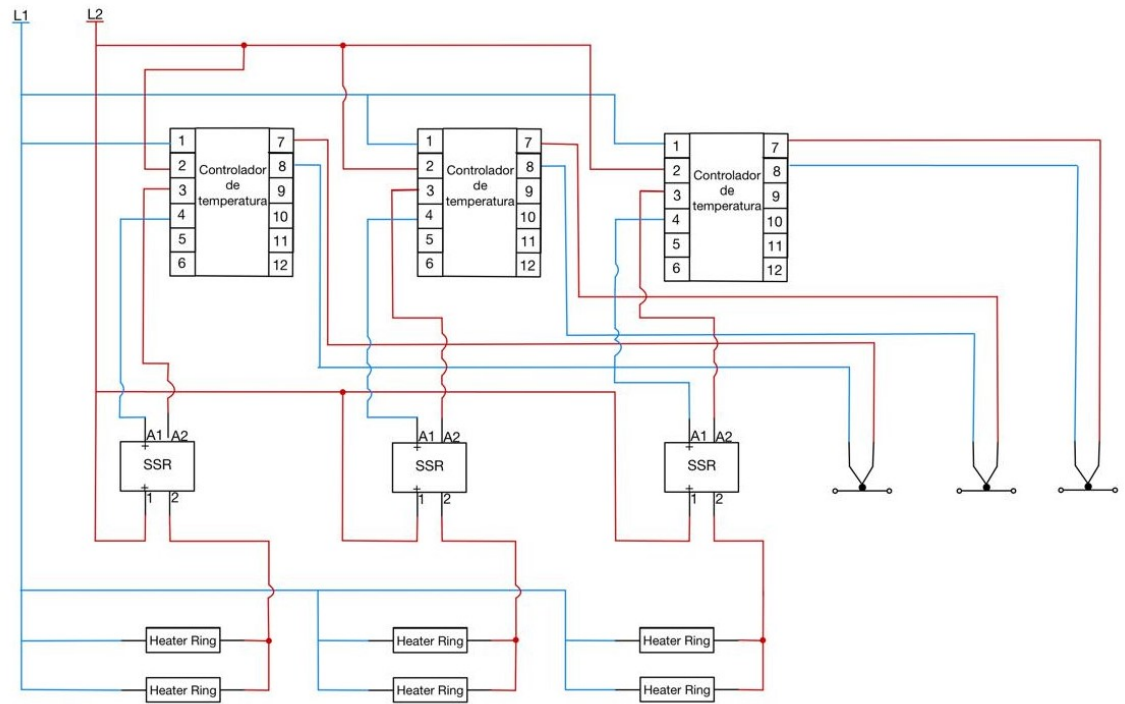 L1 L2
1 7 1 7 1 7
2 8 2 8 2 8
3 Controlador 9 3 Controlador 9 3 Controlador 9
4 de 10 4 de 10 4 de 10
5 temperatura 11 5 temperatura 11 5 temperatura 11
6 12 6 12 6 12
A1 A2 A1 A2 A1 A2
+ + +
SSR SSR SSR
+ + +
1 2 1 2 1 2
Heater Ring Heater Ring Heater Ring
Heater Ring Heater Ring Heater Ring